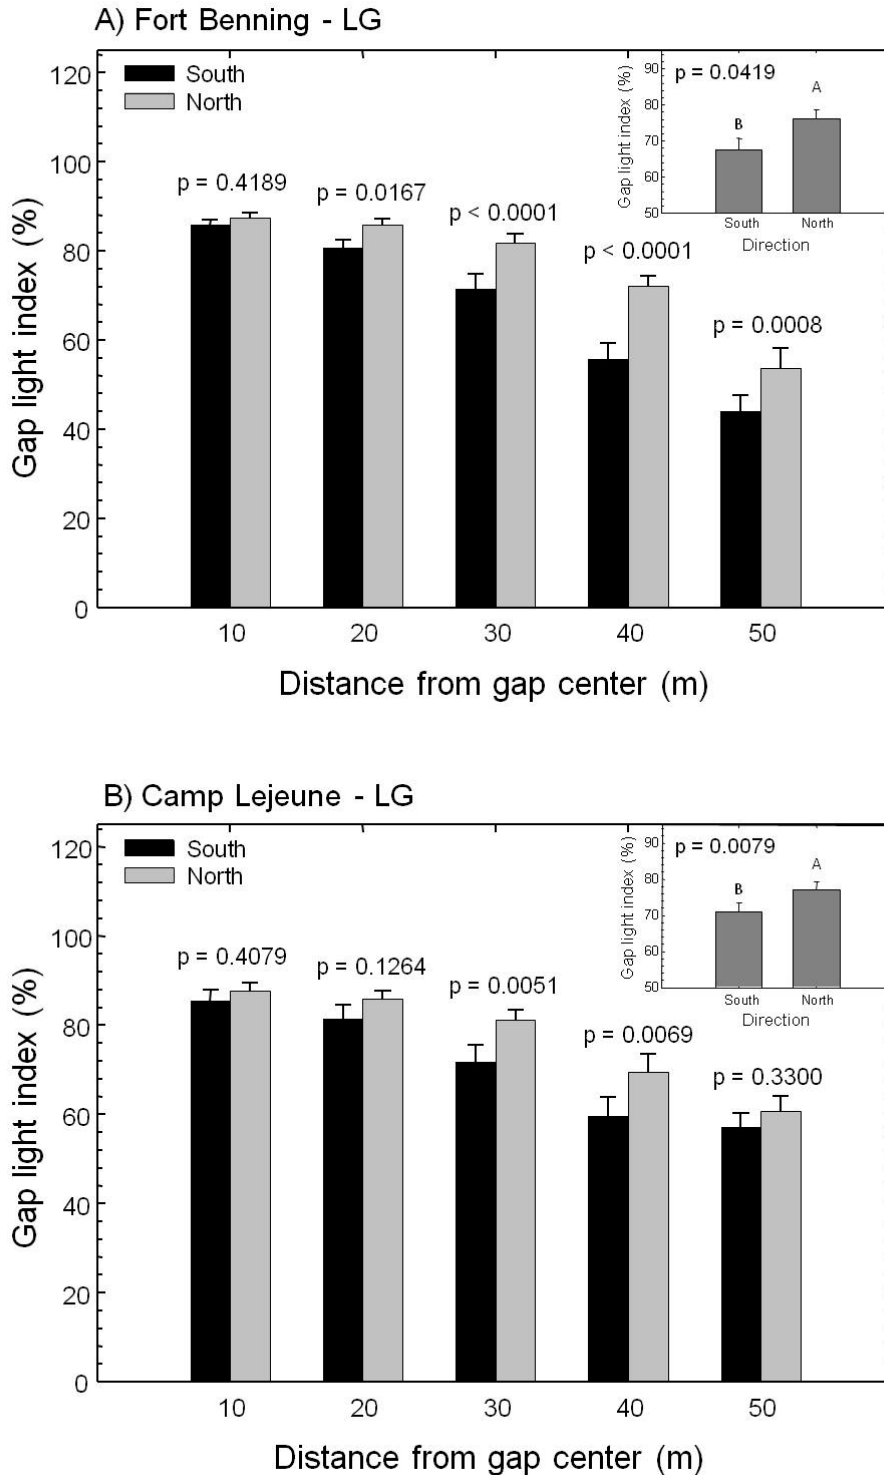 A) Fort Benning - LG
South
North
Gap light index (%)
120
100
80
60
40
20
0
p = 0.4189
p = 0.0167
p < 0.0001
p < 0.0001
p = 0.0008
10 20 30 40 50
Distance from gap center (m)
p = 0.0419
Gap light index (%)
90
80
70
60
50
B
A
South North
Direction
B) Camp Lejeune - LG
South
North
Gap light index (%)
120
100
80
60
40
20
0
p = 0.4079
p = 0.1264
p = 0.0051
p = 0.0069
p = 0.3300
10 20 30 40 50
Distance from gap center (m)
p = 0.0079
Gap light index (%)
90
80
70
60
50
B
A
South North
Direction